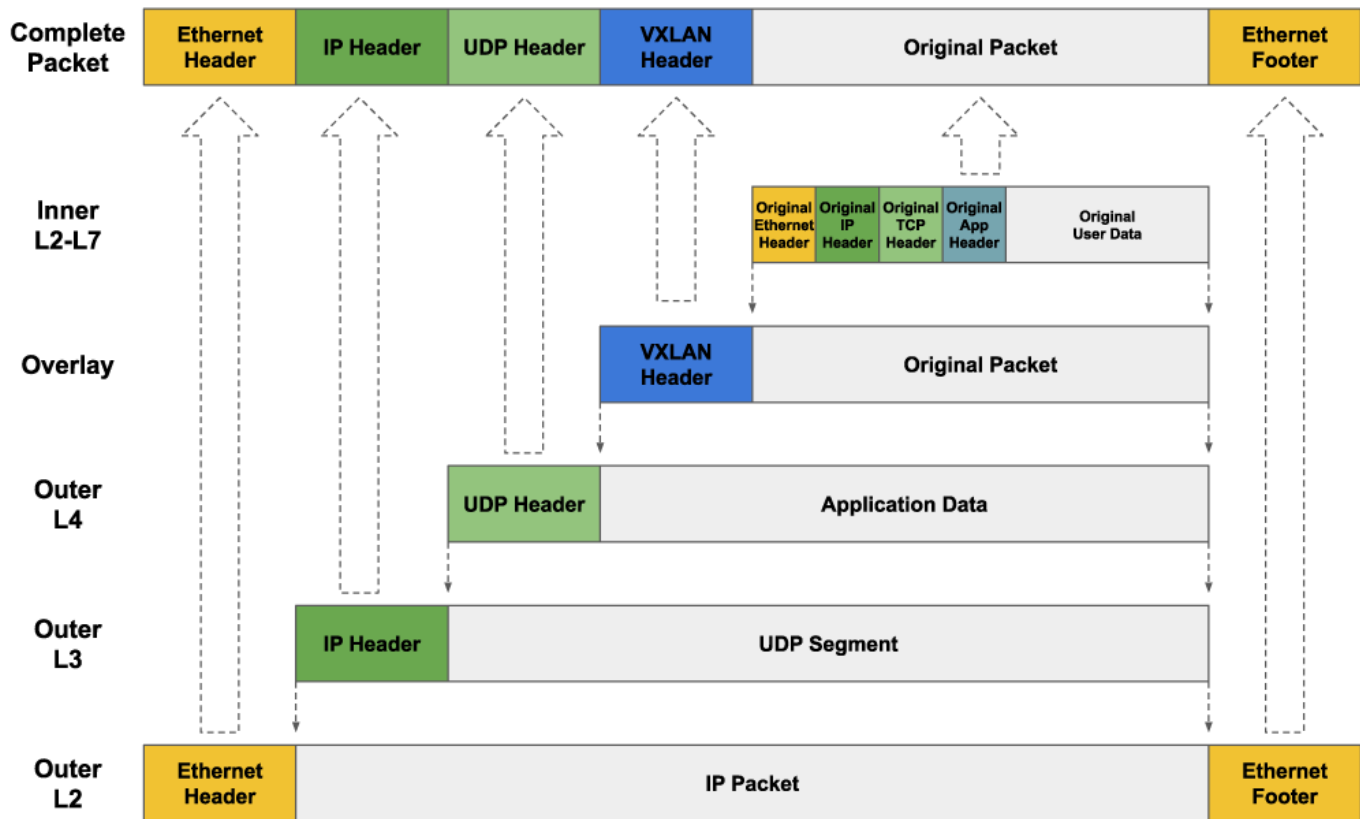 Complete
Packet
Ethernet
Header
IP Header
UDP Header
VXLAN
Header
Original Packet
Ethernet
Footer
Inner
L2-L7
Original
Ethernet
Header
Original
IP
Header
Original
TCP
Header
Original
App
Header
Original
User Data
Overlay
VXLAN
Header
Original Packet
Outer
L4
UDP Header
Application Data
Outer
L3
IP Header
UDP Segment
Outer
L2
Ethernet
Header
IP Packet
Ethernet
Footer